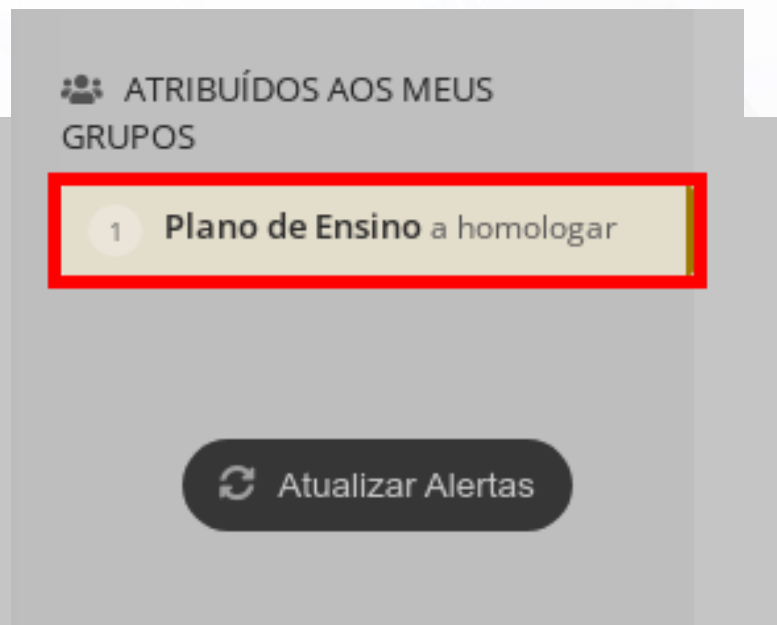 ATRIBUÍDOS AOS MEUS
GRUPOS
1 Plano de Ensino a homologar
Atualizar Alertas